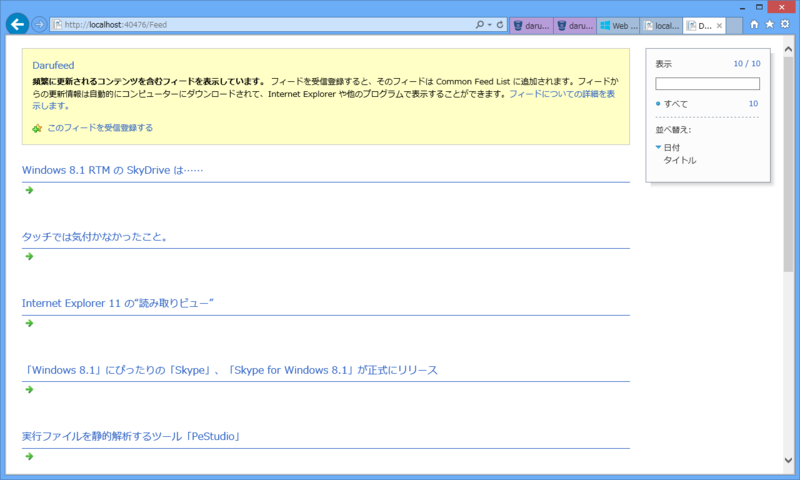 http://localhost:40476/Feed
daru...
daru...
Web ...
local...
D...
Darufeed
頻繁に更新されるコンテンツを含むフィードを表示しています。 フィードを受信登録すると、そのフィードは Common Feed List に追加されます。フィードか
らの更新情報は自動的にコンピューターにダウンロードされて、Internet Explorer や他のプログラムで表示することができます。フィードについての詳細を表
示します。
このフィードを受信登録する
表示
10 / 10
すべて
10
並べ替え:
日付
タイトル
Windows 8.1 RTM の SkyDrive は……
タッチでは気付かなかったこと。
Internet Explorer 11 の“読み取りビュー”
「Windows 8.1」にぴったりの「Skype」、「Skype for Windows 8.1」が正式にリリース
実行ファイルを静的解析するツール「PeStudio」